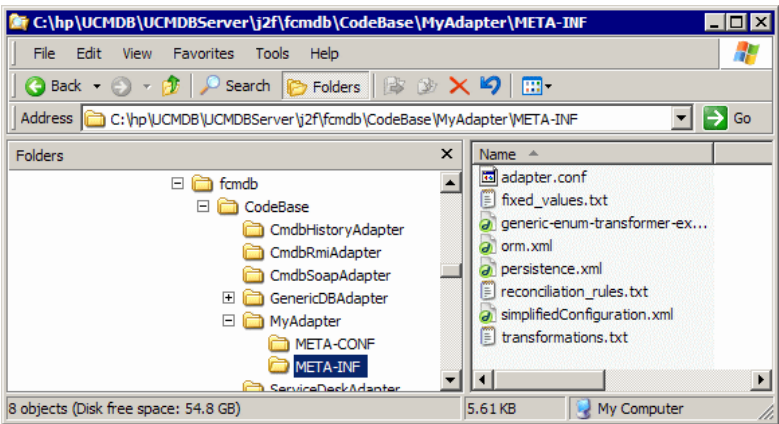 C:\hp\UCMDB\UCMDBServer\j2f\fcmdb\CodeBase\MyAdapter\META-INF
File Edit View Favorites Tools Help
Back Search Folders
Address C:\hp\UCMDB\UCMDBServer\j2f\fcmdb\CodeBase\MyAdapter\META-INF Go
Folders
fcmdb
CodeBase
CmdbHistoryAdapter
CmdbRmiAdapter
CmdbSoapAdapter
GenericDBAdapter
MyAdapter
META-CONF
META-INF
ServiceDeskAdapter
Name
adapter.conf
fixed_values.txt
generic-enum-transformer-ex...
orm.xml
persistence.xml
reconciliation_rules.txt
simplifiedConfiguration.xml
transformations.txt
8 objects (Disk free space: 54.8 GB) 5.61 KB My Computer